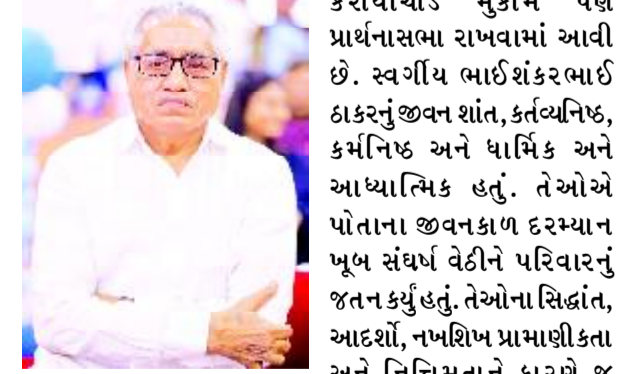 પણ
પ્રાર્થનાસભા રાખવામાં આવી
છે. સ્વર્ગીય ભાઈશંકરભાઈ
ઠાકરનું જીવન શાંત, કર્તવ્યનિષ્ઠ,
કર્મનિષ્ઠ અને ધાર્મિક અને
આધ્યાત્મિક હતું. તેઓએ
પોતાના જીવનકાળ દરમ્યાન
ખૂબ સંઘર્ષ વેઠીને પરિવારનું
જતન કર્યું હતું. તેઓના સિદ્ધાંત,
આદર્શો, નખશિખ પ્રામાણીકતા